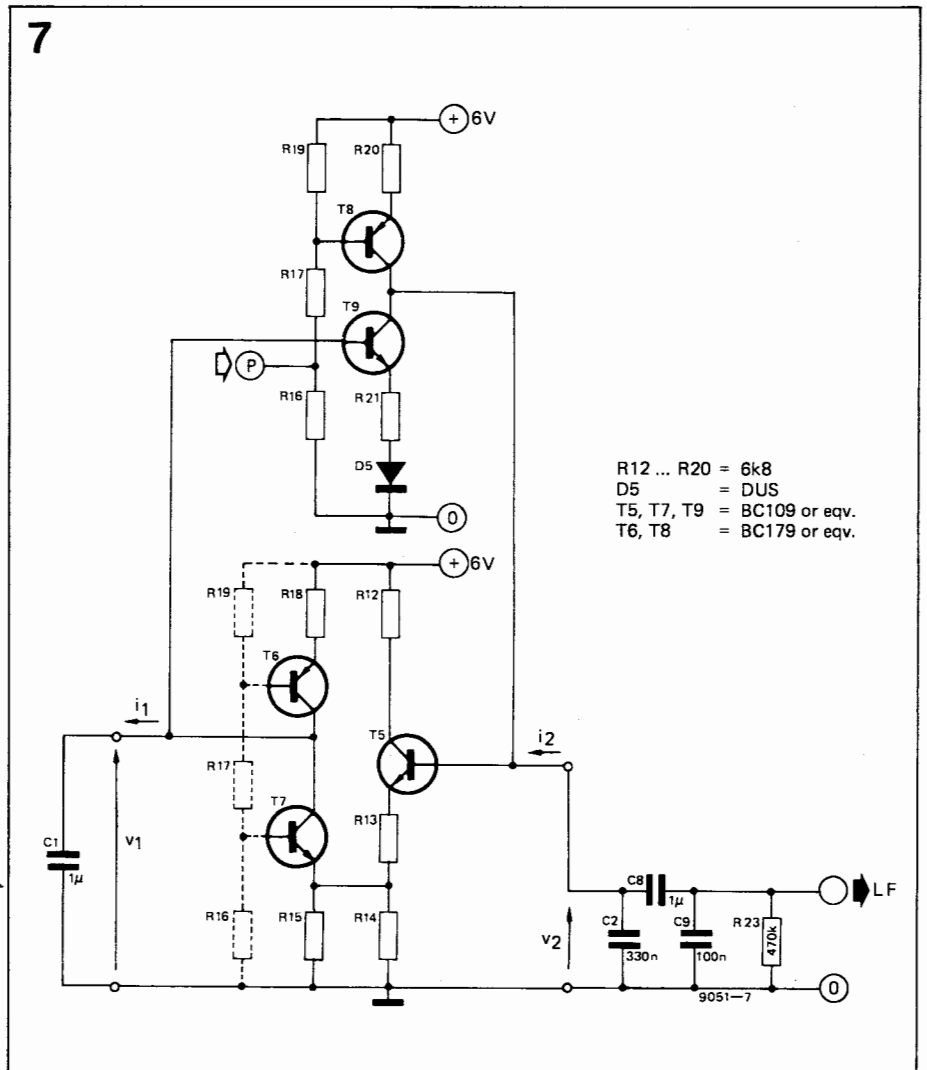 7
+ 6V
R19
R20
T8
R17
T9
P
R16
R21
D5
0
R12 ... R20 = 6k8
D5 = DUS
T5, T7, T9 = BC109 or eqv.
T6, T8 = BC179 or eqv.
+ 6V
R19
R18
R12
T6
i1
T5
i2
R17
T7
R13
C1
1µ
v1
R16
R15
R14
v2
C8
1µ
LF
C2
330n
C9
100n
R23
470k
9051—7
0